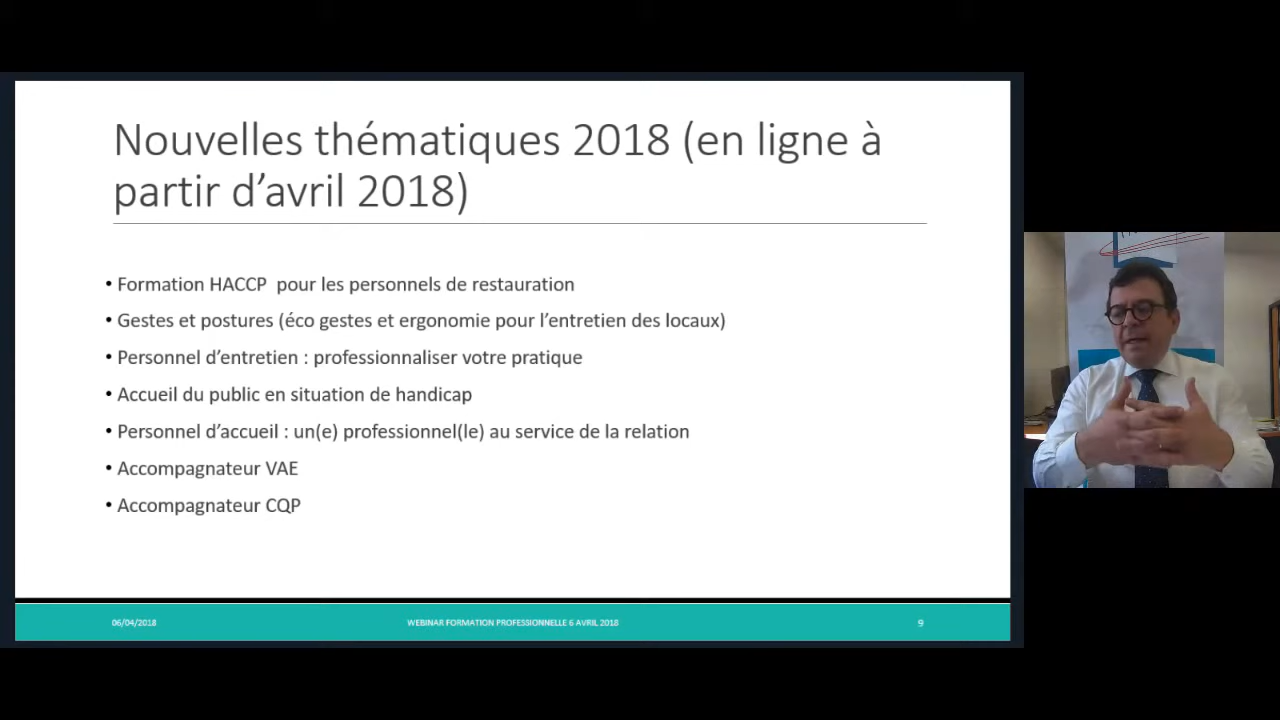 Nouvelles thématiques 2018 (en ligne à
partir d'avril 2018)
• Formation HACCP pour les personnels de restauration
• Gestes et postures (éco gestes et ergonomie pour l'entretien des locaux)
• Personnel d'entretien : professionnaliser votre pratique
• Accueil du public en situation de handicap
• Personnel d'accueil : un(e) professionnel(le) au service de la relation
• Accompagnateur VAE
• Accompagnateur CQP
06/04/2018
WEBINAR FORMATION PROFESSIONNELLE 6 AVRIL 2018
9